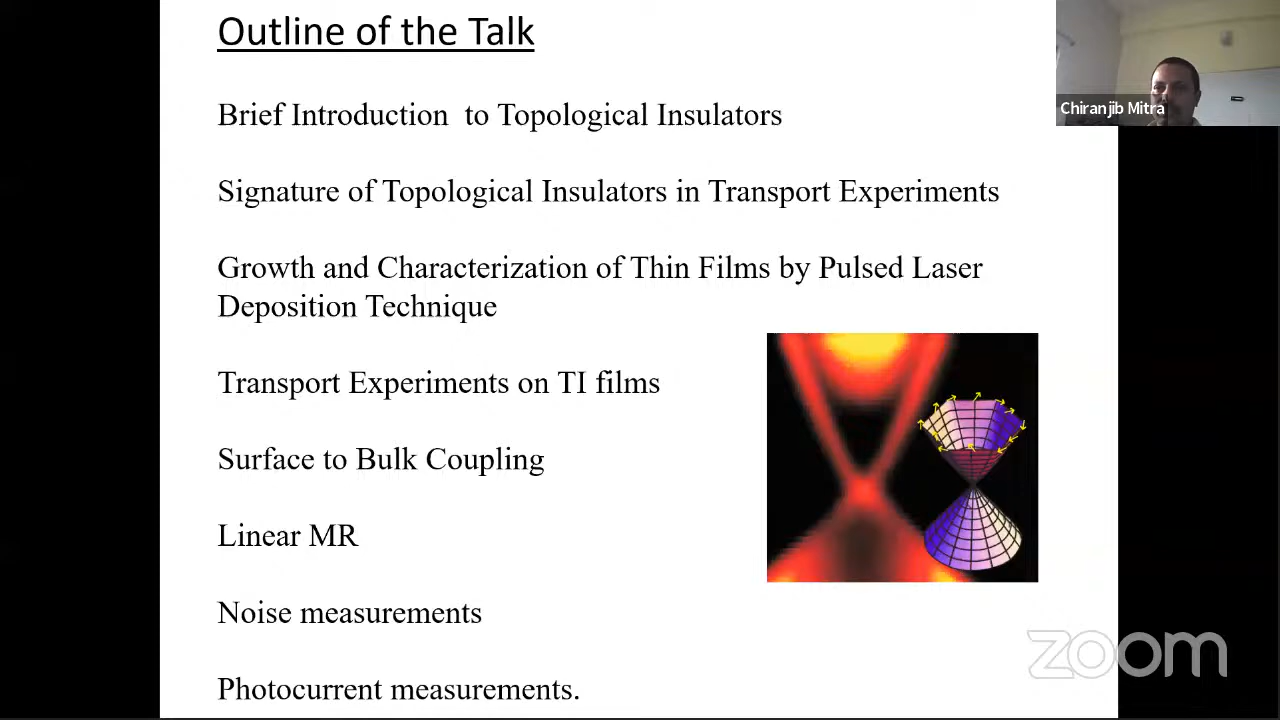 Outline of the Talk
Chiranjib Mitra
Brief Introduction to Topological Insulators
Signature of Topological Insulators in Transport Experiments
Growth and Characterization of Thin Films by Pulsed Laser
Deposition Technique
Transport Experiments on TI films
Surface to Bulk Coupling
Linear MR
Noise measurements
Photocurrent measurements.
zoom